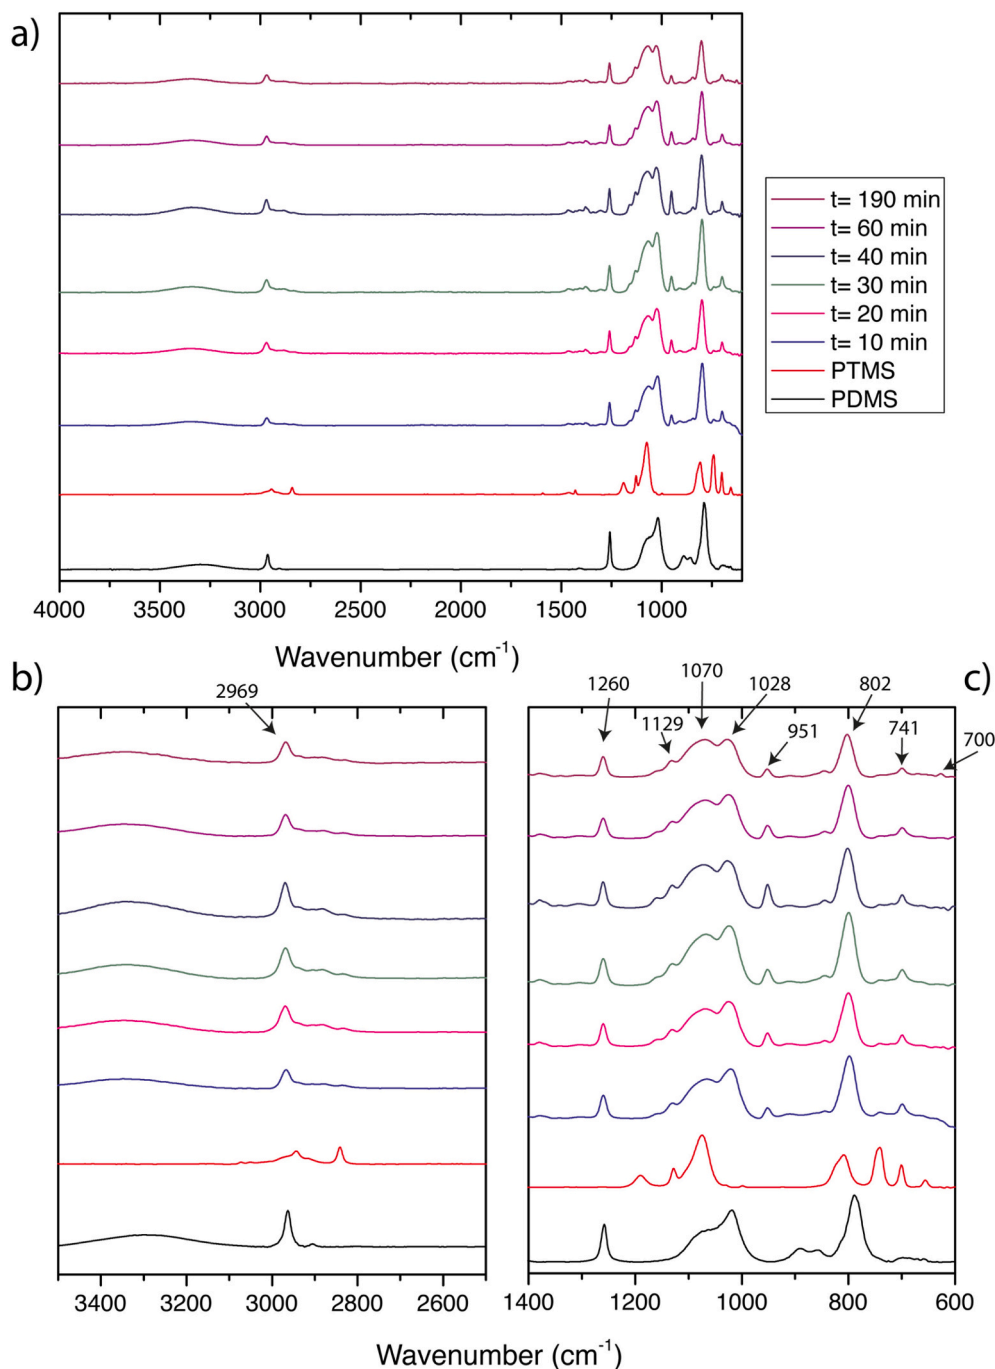 a)
t= 190 min
t= 60 min
t= 40 min
t= 30 min
t= 20 min
t= 10 min
PTMS
PDMS
4000 3500 3000 2500 2000 1500 1000
Wavenumber (cm⁻¹)
b)
2969
3400 3200 3000 2800 2600
c)
1260 1129 1070 1028 951 802 741 700
1400 1200 1000 800 600
Wavenumber (cm⁻¹)